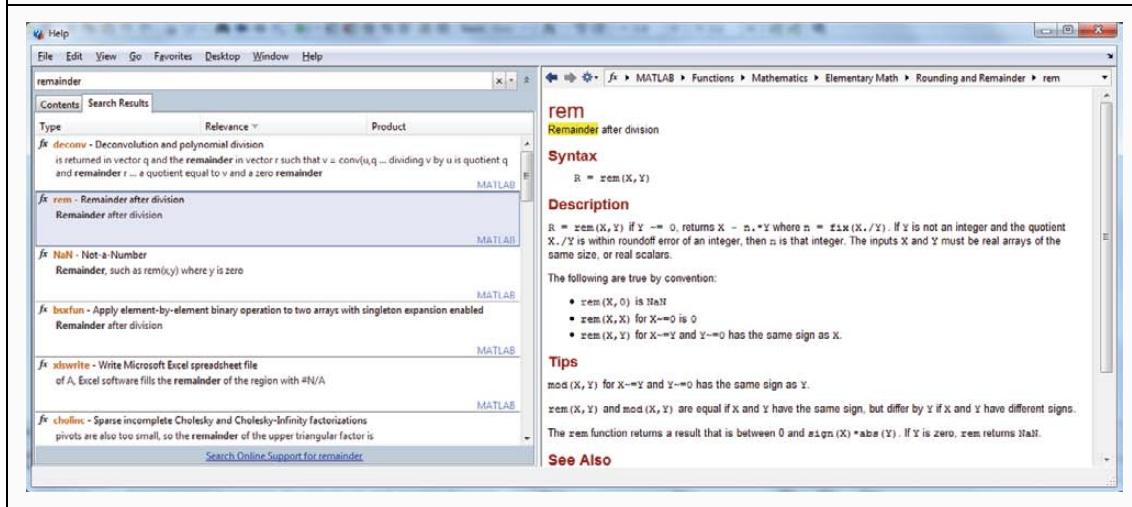 Help
File Edit View Go Favorites Desktop Window Help
remainder
Contents Search Results
Type Relevance Product
fx deconv - Deconvolution and polynomial division
is returned in vector q and the remainder in vector r such that v = conv(u,q ... dividing v by u is quotient q
and remainder r ... a quotient equal to v and a zero remainder
MATLAB
fx rem - Remainder after division
Remainder after division
MATLAB
fx NaN - Not-a-Number
Remainder, such as rem(x,y) where y is zero
MATLAB
fx bsxfun - Apply element-by-element binary operation to two arrays with singleton expansion enabled
Remainder after division
MATLAB
fx xlswrite - Write Microsoft Excel spreadsheet file
of A, Excel software fills the remainder of the region with #N/A
MATLAB
fx cholinc - Sparse incomplete Cholesky and Cholesky-Infinity factorizations
pivots are also too small, so the remainder of the upper triangular factor is
Search Online Support for remainder
fx ▸ MATLAB ▸ Functions ▸ Mathematics ▸ Elementary Math ▸ Rounding and Remainder ▸ rem
rem
Remainder after division
Syntax
R = rem(X,Y)
Description
R = rem(X,Y) if Y ~= 0, returns X - n.*Y where n = fix(X./Y). If Y is not an integer and the quotient
X./Y is within roundoff error of an integer, then n is that integer. The inputs X and Y must be real arrays of the
same size, or real scalars.
The following are true by convention:
• rem(X,0) is NaN
• rem(X,X) for X~=0 is 0
• rem(X,Y) for X~=Y and Y~=0 has the same sign as X.
Tips
mod(X,Y) for X~=Y and Y~=0 has the same sign as Y.
rem(X,Y) and mod(X,Y) are equal if X and Y have the same sign, but differ by Y if X and Y have different signs.
The rem function returns a result that is between 0 and sign(X)*abs(Y). If Y is zero, rem returns NaN.
See Also